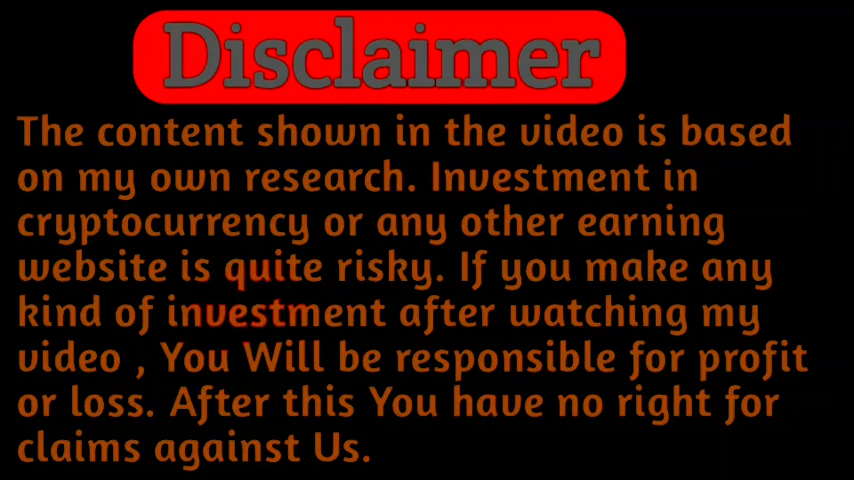 Disclaimer
The content shown in the video is based
on my own research. Investment in
cryptocurrency or any other earning
website is quite risky. If you make any
kind of investment after watching my
video , You Will be responsible for profit
or loss. After this You have no right for
claims against Us.